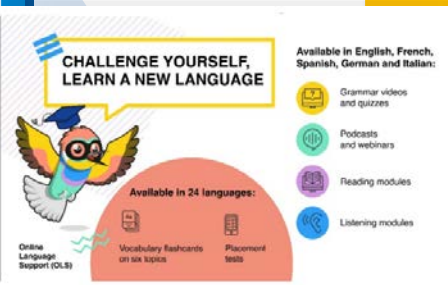 CHALLENGE YOURSELF,
LEARN A NEW LANGUAGE
Available in English, French,
Spanish, German and Italian:
Grammar videos
and quizzes
Podcasts
and webinars
Reading modules
Listening modules
Available in 24 languages:
Vocabulary flashcards
on six topics
Placement
tests
Online
Language
Support (OLS)